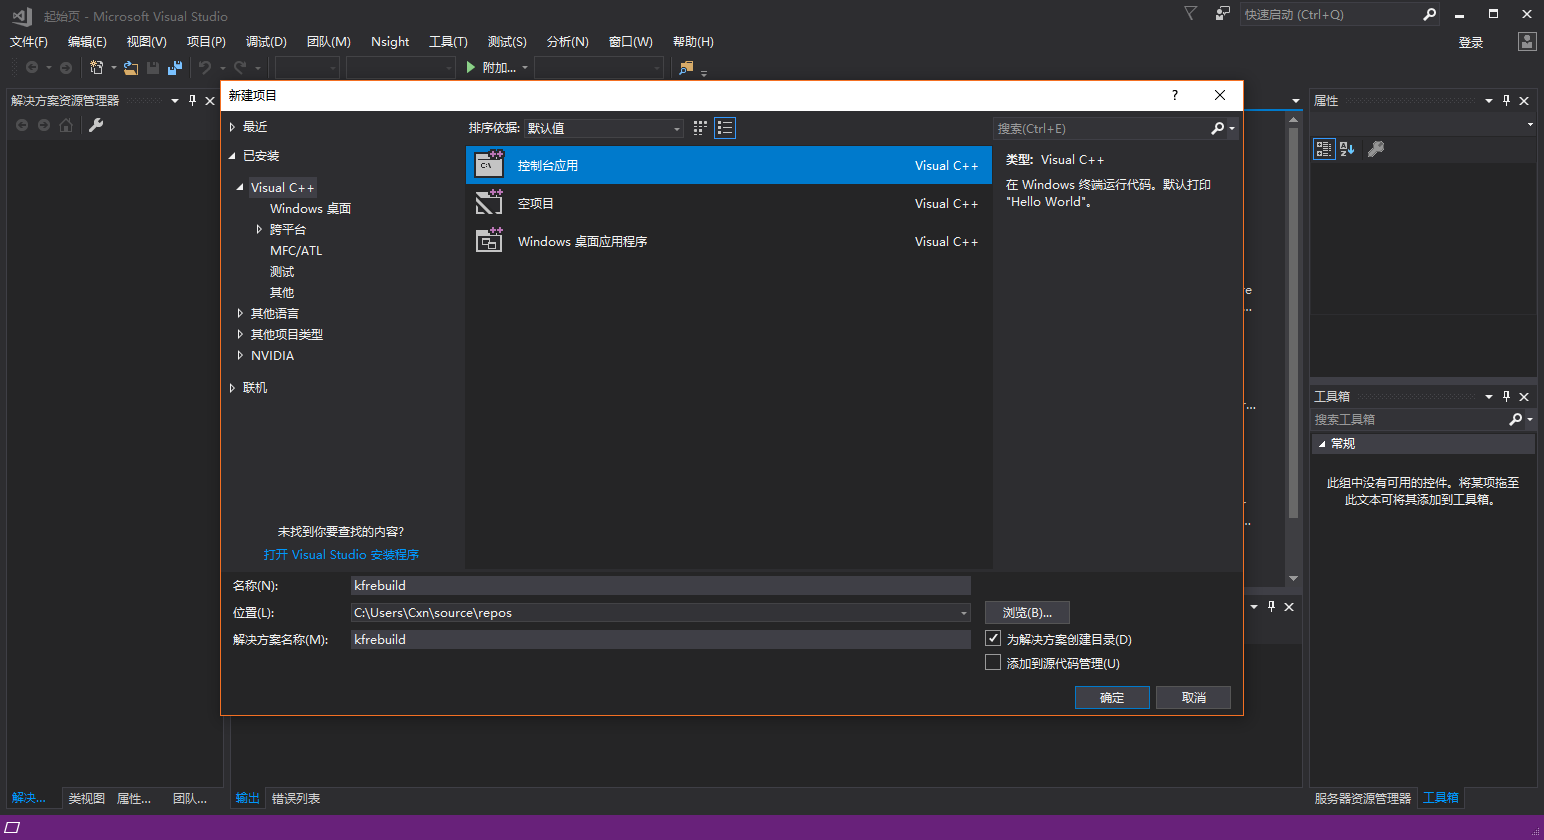 起始页 - Microsoft Visual Studio
快速启动 (Ctrl+Q)
文件(F) 编辑(E) 视图(V) 项目(P) 调试(D) 团队(M) Nsight 工具(T) 测试(S) 分析(N) 窗口(W) 帮助(H)
登录
附加...
解决方案资源管理器
新建项目
?
属性
最近
排序依据: 默认值
搜索(Ctrl+E)
已安装
Visual C++
Windows 桌面
跨平台
MFC/ATL
测试
其他
其他语言
其他项目类型
NVIDIA
联机
控制台应用 Visual C++
空项目 Visual C++
Windows 桌面应用程序 Visual C++
类型: Visual C++
在 Windows 终端运行代码。默认打印
"Hello World"。
未找到你要查找的内容?
打开 Visual Studio 安装程序
名称(N): kfrebuild
位置(L): C:\Users\Cxn\source\repos
浏览(B)...
解决方案名称(M): kfrebuild
为解决方案创建目录(D)
添加到源代码管理(U)
确定 取消
re
...
r...
...
工具箱
搜索工具箱
常规
此组中没有可用的控件。将某项拖至
此文本可将其添加到工具箱。
解决... 类视图 属性... 团队...
输出 错误列表
服务器资源管理器 工具箱